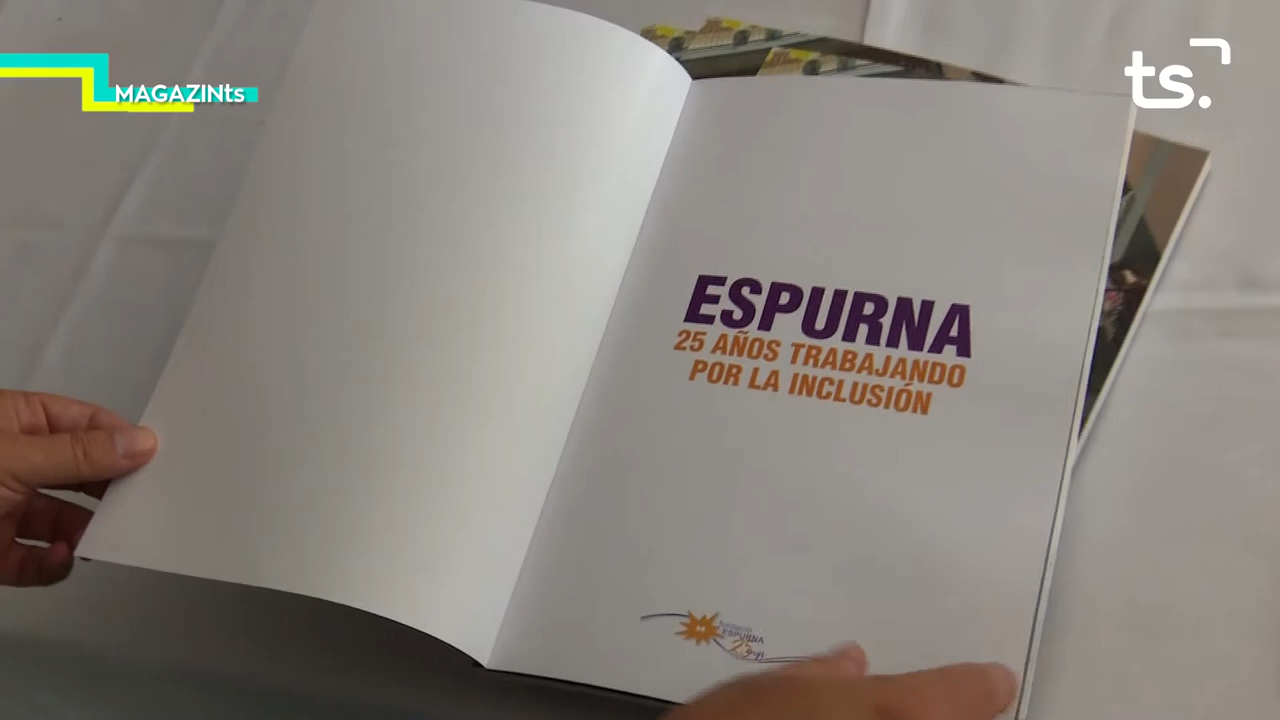 MAGAZINts
ts.
ESPURNA
25 AÑOS TRABAJANDO
POR LA INCLUSIÓN
ESPURNA